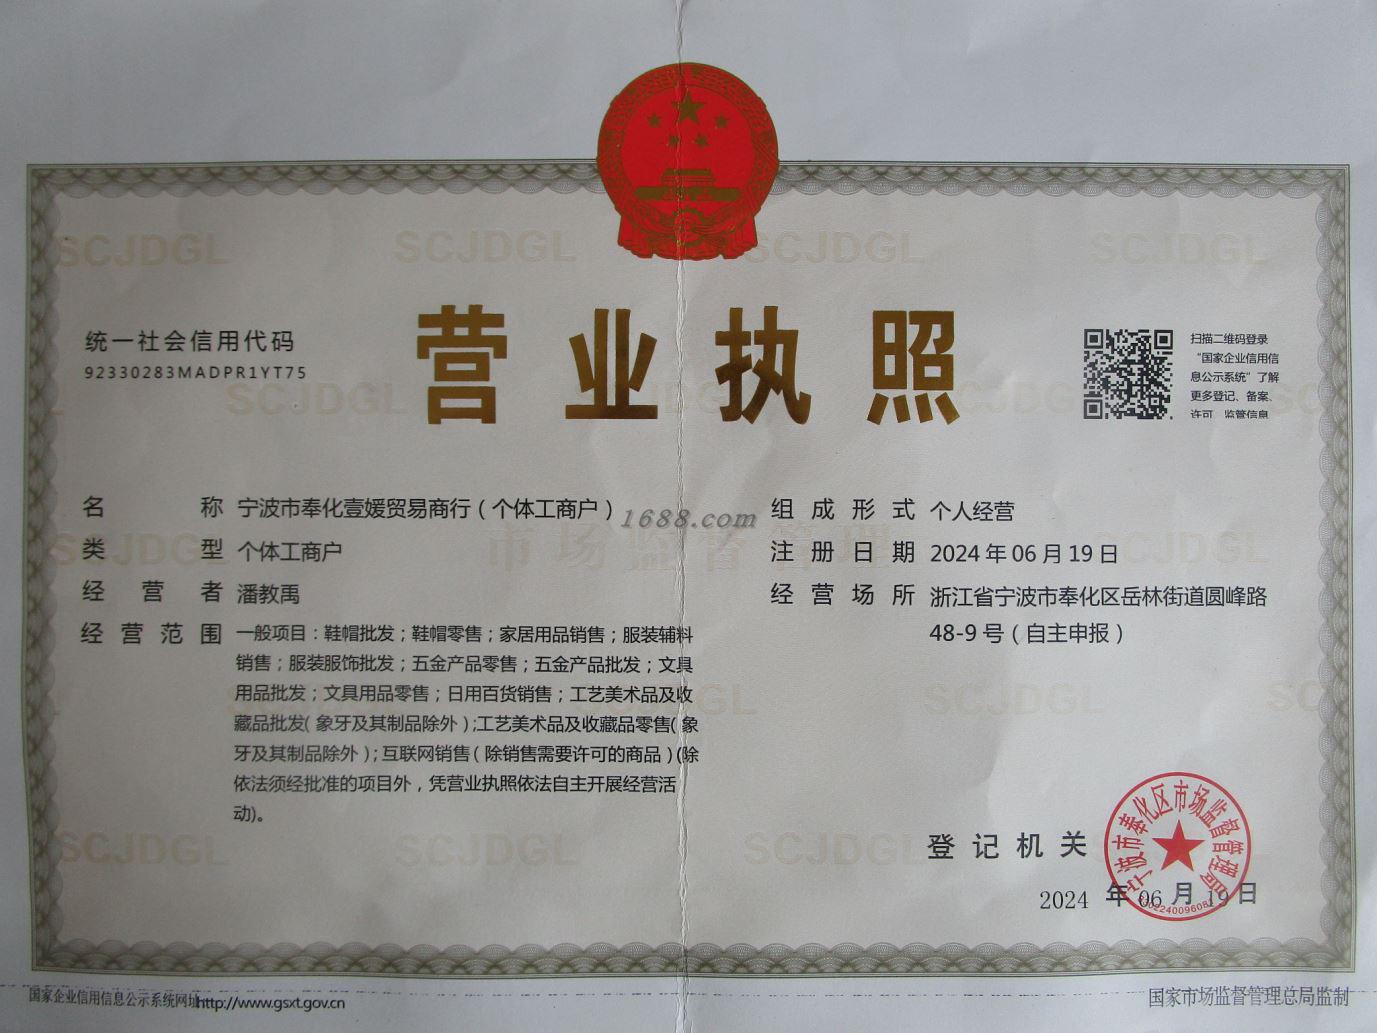 营业执照
统一社会信用代码
92330283MADPR1YT75
扫描二维码登录
“国家企业信用信
息公示系统”了解
更多登记、备案、
许可、监管信息
名称 宁波市奉化壹媛贸易商行（个体工商户）
类型 个体工商户
经营者 潘教禹
经营范围 一般项目：鞋帽批发；鞋帽零售；家居用品销售；服装辅料
销售；服装服饰批发；五金产品零售；五金产品批发；文具
用品批发；文具用品零售；日用百货销售；工艺美术品及收
藏品批发（象牙及其制品除外）;工艺美术品及收藏品零售（象
牙及其制品除外）；互联网销售（除销售需要许可的商品）(除
依法须经批准的项目外，凭营业执照依法自主开展经营活
动)。
1688.com
组成形式 个人经营
注册日期 2024年06月19日
经营场所 浙江省宁波市奉化区岳林街道圆峰路
48-9号（自主申报）
市场监督管理
SCJDGL
登记机关
宁波市奉化区市场监督管理局
2024年06月19日
国家企业信用信息公示系统网址http://www.gsxt.gov.cn
国家市场监督管理总局监制